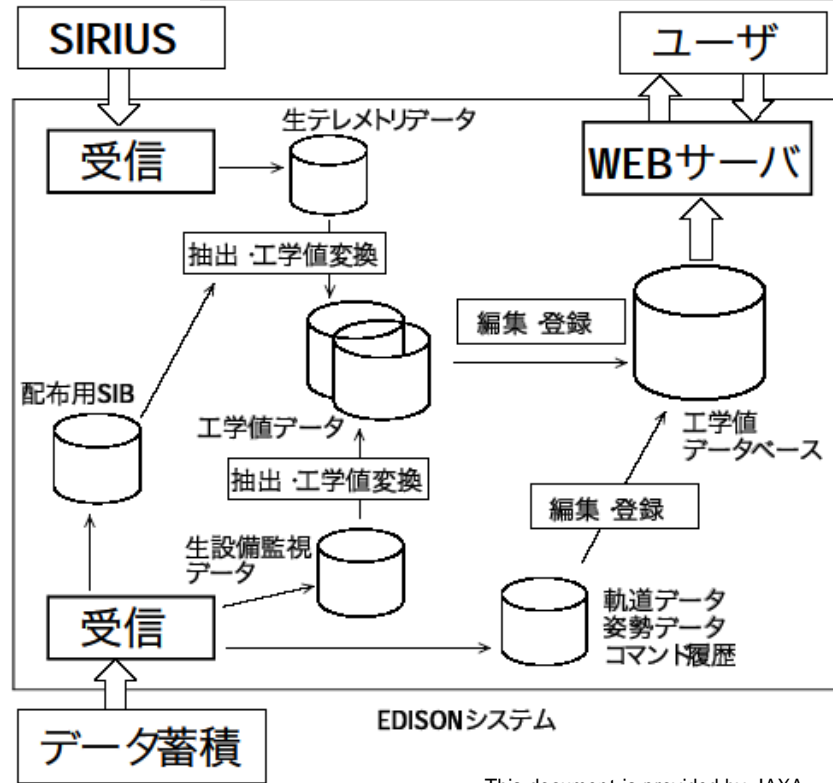 SIRIUS
ユーザ
受信
生テレメトリデータ
WEBサーバ
抽出・工学値変換
編集・登録
配布用SIB
工学値データ
工学値
データベース
抽出・工学値変換
編集・登録
生設備監視
データ
受信
軌道データ
姿勢データ
コマンド履歴
EDISONシステム
データ蓄積
This document is provided by JAXA